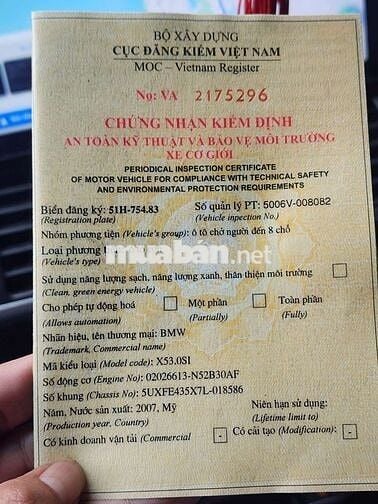 BỘ XÂY DỰNG
CỤC ĐĂNG KIỂM VIỆT NAM
MOC – Vietnam Register
No: VA 2175296
CHỨNG NHẬN KIỂM ĐỊNH
AN TOÀN KỸ THUẬT VÀ BẢO VỆ MÔI TRƯỜNG
XE CƠ GIỚI
PERIODICAL INSPECTION CERTIFICATE
OF MOTOR VEHICLE FOR COMPLIANCE WITH TECHNICAL SAFETY
AND ENVIRONMENTAL PROTECTION REQUIREMENTS
Biển đăng ký: 51H-754.83 Số quản lý PT: 5006V-008082
(Registration plate) (Vehicle inspection No.)
Nhóm phương tiện (Vehicle's group): ô tô chở người đến 8 chỗ
Loại phương tiện
(Vehicle's type)
muaban.net
Sử dụng năng lượng sạch, năng lượng xanh, thân thiện môi trường
(Clean, green energy vehicle)
Cho phép tự động hoá Một phần Toàn phần
(Allows automation) (Partially) (Fully)
Nhãn hiệu, tên thương mại: BMW
(Trademark, Commercial name)
Mã kiểu loại (Model code): X53.0SI
Số động cơ (Engine No): 02026613-N52B30AF
Số khung (Chassis No): 5UXFE435X7L-018586
Năm, Nước sản xuất: 2007, Mỹ Niên hạn sử dụng:
(Production year, Country) (Lifetime limit to)
Có kinh doanh vận tải (Commercial - Có cải tạo (Modification): -